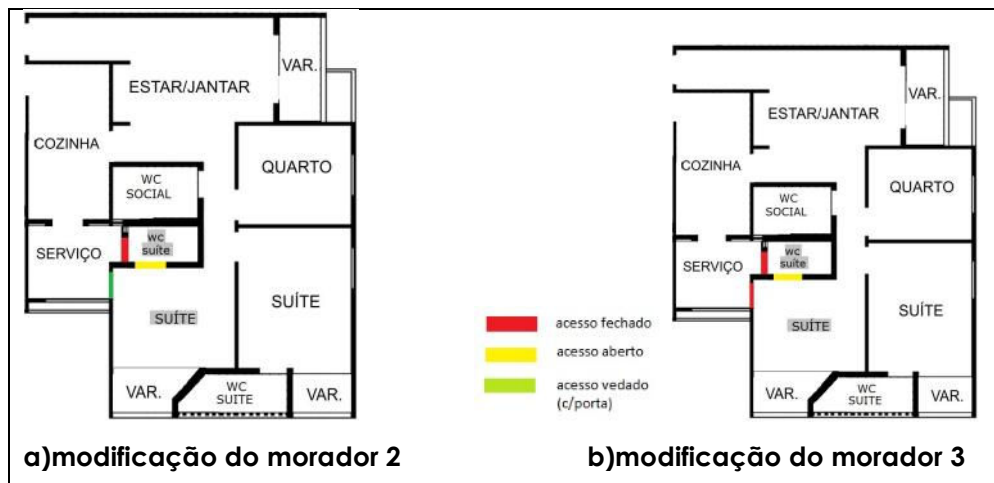 VAR.
ESTAR/JANTAR
COZINHA
QUARTO
WC
SOCIAL
wc
suíte
SERVIÇO
SUÍTE
SUÍTE
VAR.
WC
SUITE
VAR.
a)modificação do morador 2
acesso fechado
acesso aberto
acesso vedado
(c/porta)
VAR.
ESTAR/JANTAR
COZINHA
QUARTO
WC
SOCIAL
wc
suíte
SERVIÇO
SUÍTE
SUÍTE
VAR.
WC
SUITE
VAR.
b)modificação do morador 3